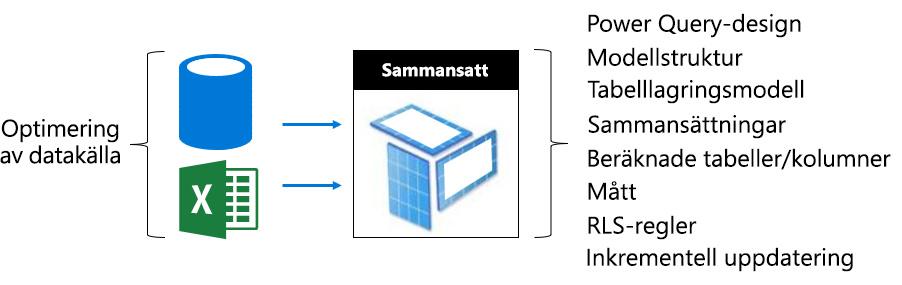 Optimering
av datakälla
X
Sammansatt
Power Query-design
Modellstruktur
Tabelllagringsmodell
Sammansättningar
Beräknade tabeller/kolumner
Mått
RLS-regler
Inkrementell uppdatering